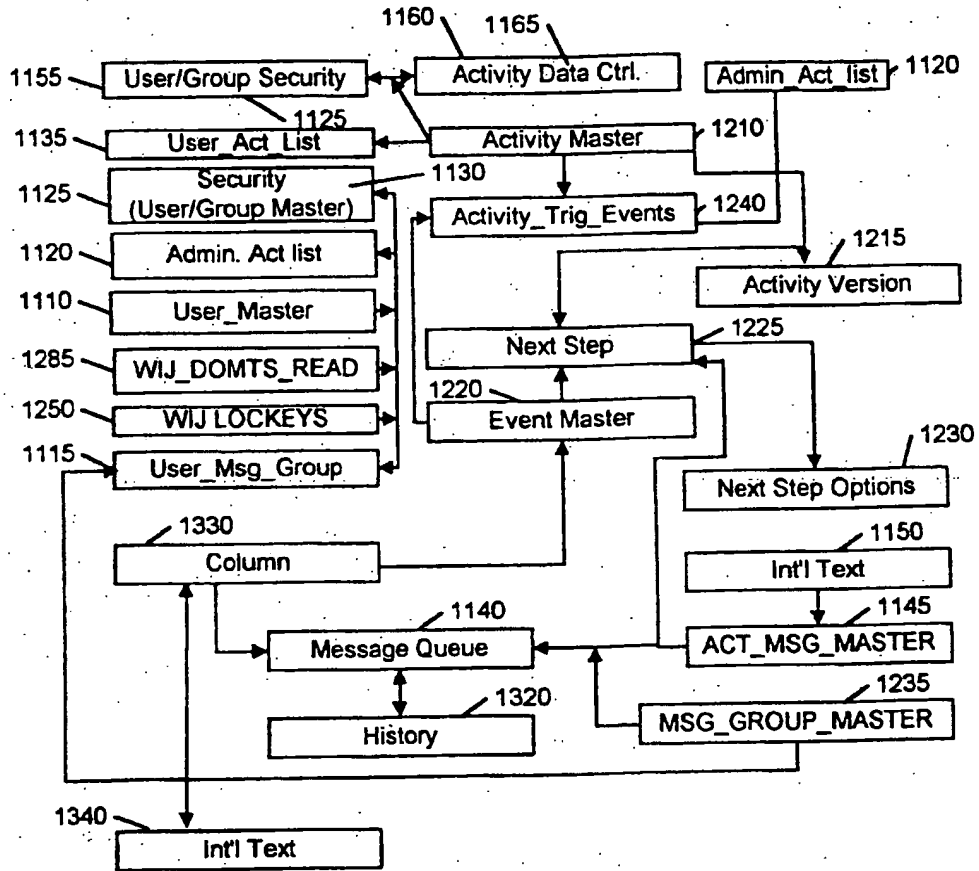 1160
1165
1155
User/Group Security
Activity Data Ctrl.
Admin_Act_list
1120
1125
1135
User_Act_List
Activity Master
1210
1125
Security
(User/Group Master)
1130
Activity_Trig_Events
1240
1120
Admin. Act list
1215
Activity Version
1110
User_Master
1225
Next Step
1285
WIJ_DOMTS_READ
1220
Event Master
1250
WIJ LOCKEYS
1115
User_Msg_Group
1230
Next Step Options
1330
Column
1150
Int'l Text
1140
Message Queue
1145
ACT_MSG_MASTER
1320
History
1235
MSG_GROUP_MASTER
1340
Int'l Text